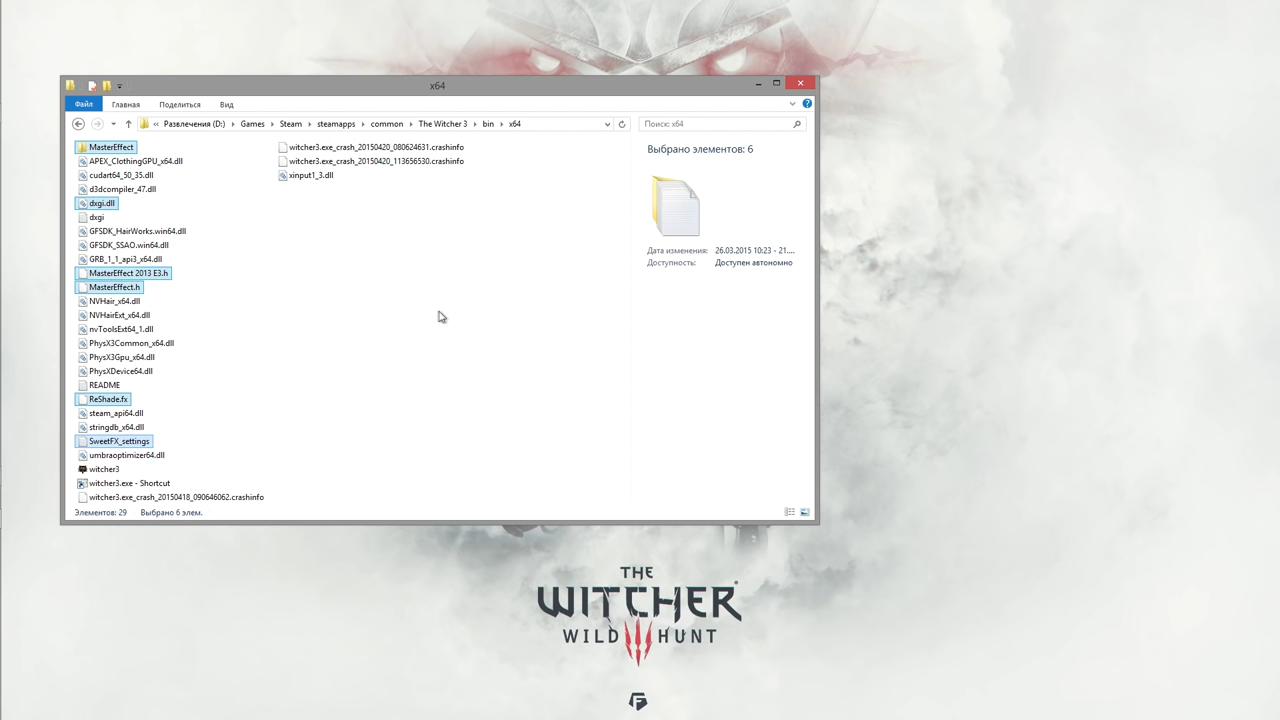 x64
Файл Главная Поделиться Вид
« Развлечения (D:) Games Steam steamapps common The Witcher 3 bin x64
Поиск: x64
MasterEffect
APEX_ClothingGPU_x64.dll
cudart64_50_35.dll
d3dcompiler_47.dll
dxgi.dll
dxgi
GFSDK_HairWorks.win64.dll
GFSDK_SSAO.win64.dll
GRB_1_1_api3_x64.dll
MasterEffect 2013 E3.h
MasterEffect.h
NVHair_x64.dll
NVHairExt_x64.dll
nvToolsExt64_1.dll
PhysX3Common_x64.dll
PhysX3Gpu_x64.dll
PhysXDevice64.dll
README
ReShade.fx
steam_api64.dll
stringdb_x64.dll
SweetFX_settings
umbraoptimizer64.dll
witcher3
witcher3.exe - Shortcut
witcher3.exe_crash_20150418_090646062.crashinfo
witcher3.exe_crash_20150420_080624631.crashinfo
witcher3.exe_crash_20150420_113656530.crashinfo
xinput1_3.dll
Выбрано элементов: 6
Дата изменения: 26.03.2015 10:23 - 21....
Доступность: Доступен автономно
Элементов: 29 Выбрано 6 элем.
THE
WITCHER
WILD HUNT